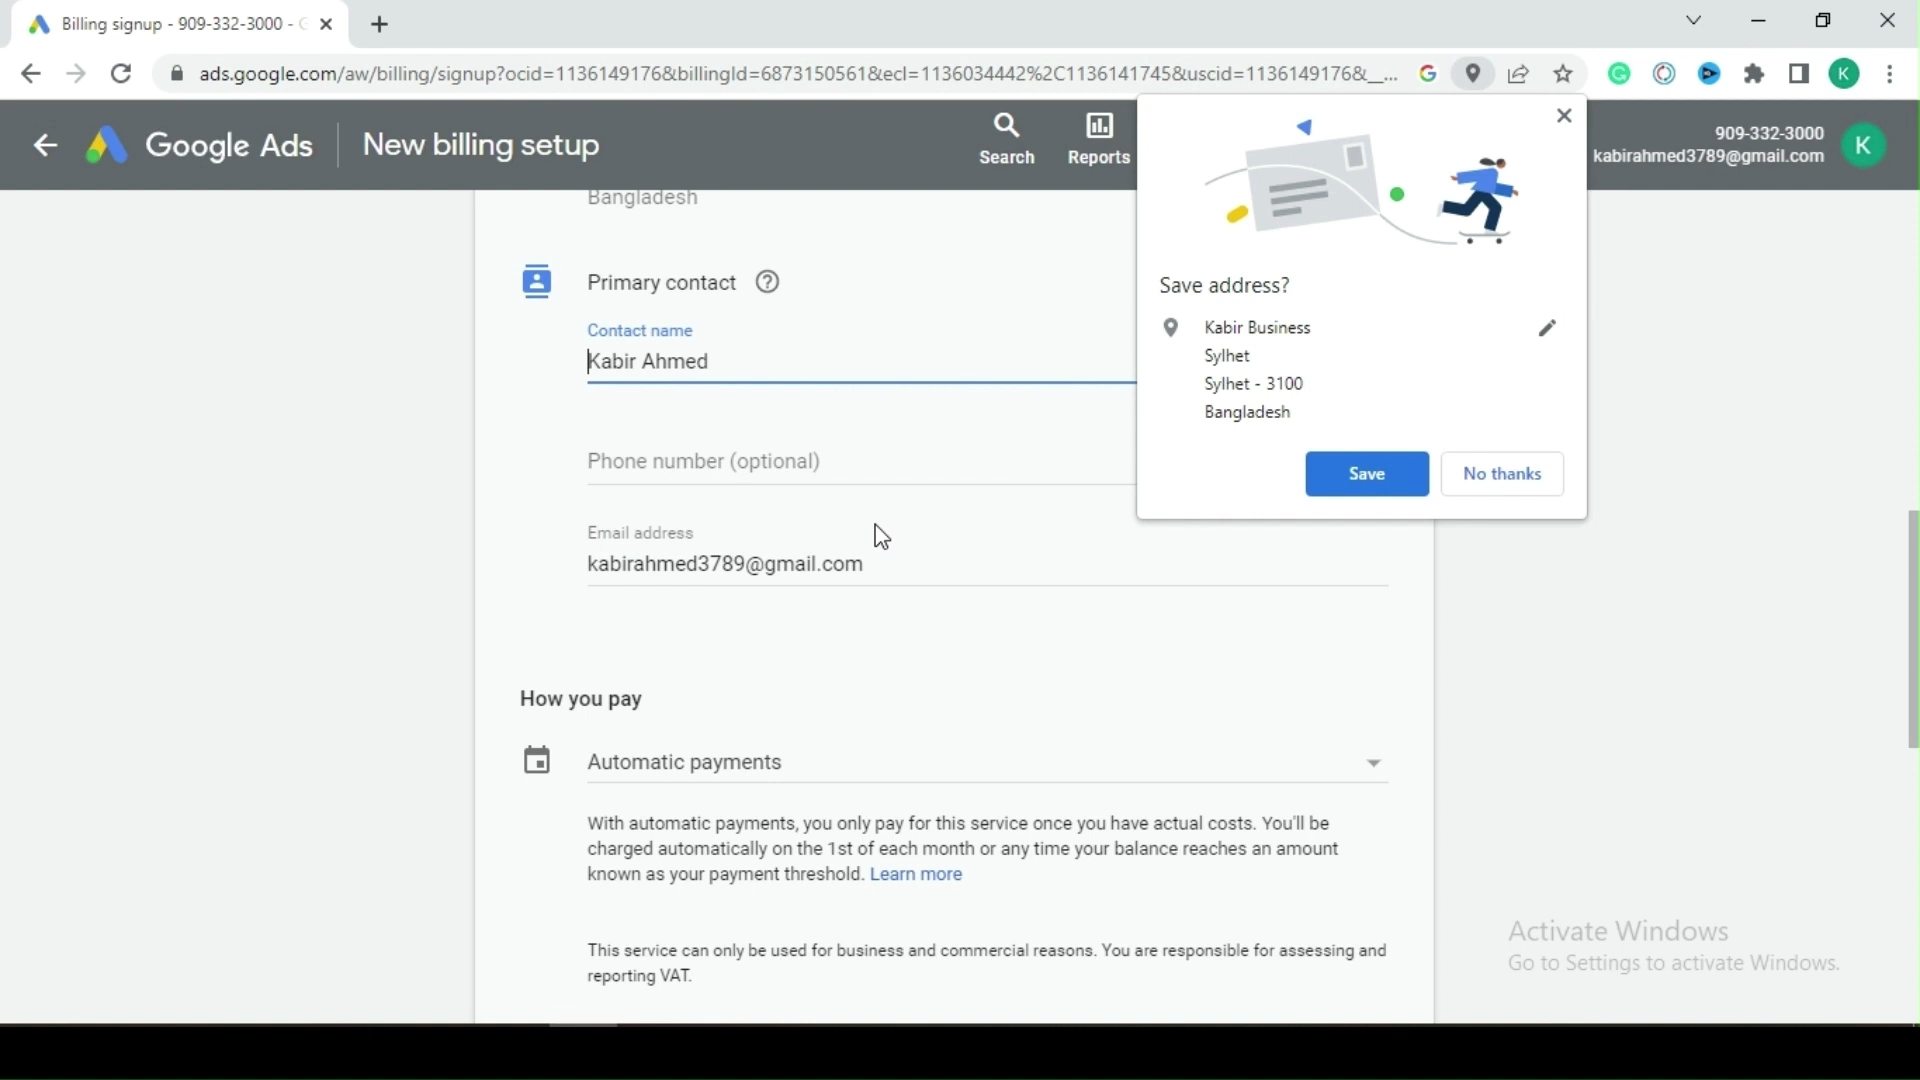 Billing signup - 909-332-3000 - G
ads.google.com/aw/billing/signup?ocid=1136149176&billingId=6873150561&ecl=1136034442%2C1136141745&uscid=1136149176&__...
K
Google Ads
New billing setup
Search
Reports
909-332-3000
kabirahmed3789@gmail.com
K
Bangladesh
Primary contact
Contact name
Kabir Ahmed
Phone number (optional)
Email address
kabirahmed3789@gmail.com
Save address?
Kabir Business
Sylhet
Sylhet - 3100
Bangladesh
Save
No thanks
How you pay
Automatic payments
With automatic payments, you only pay for this service once you have actual costs. You'll be
charged automatically on the 1st of each month or any time your balance reaches an amount
known as your payment threshold. Learn more
This service can only be used for business and commercial reasons. You are responsible for assessing and
reporting VAT.
Activate Windows
Go to Settings to activate Windows.